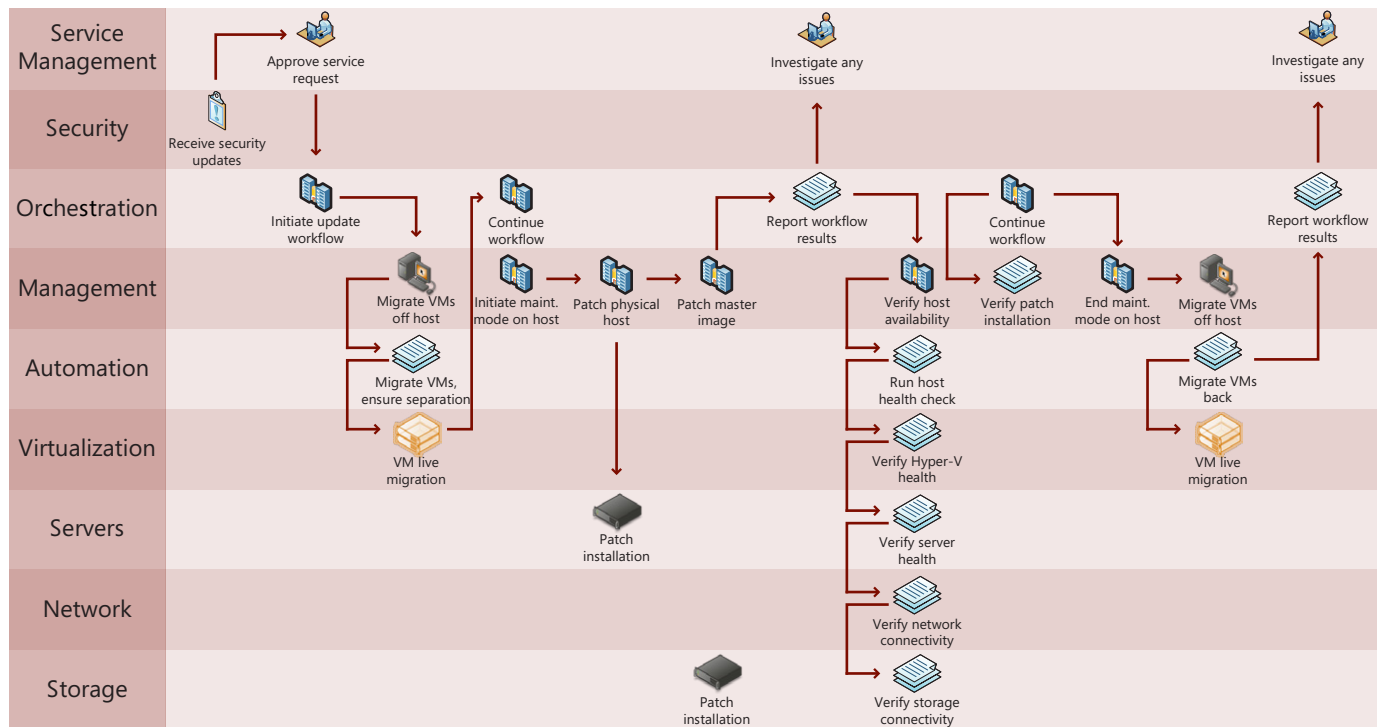 Service
Management
Approve service
request
Investigate any
issues
Investigate any
issues
Security
Receive security
updates
Orchestration
Initiate update
workflow
Continue
workflow
Report workflow
results
Continue
workflow
Report workflow
results
Management
Migrate VMs
off host
Initiate maint.
mode on host
Patch physical
host
Patch master
image
Verify host
availability
Verify patch
installation
End maint.
mode on host
Migrate VMs
off host
Automation
Migrate VMs,
ensure separation
Run host
health check
Migrate VMs
back
Virtualization
VM live
migration
Verify Hyper-V
health
VM live
migration
Servers
Patch
installation
Verify server
health
Network
Verify network
connectivity
Storage
Patch
installation
Verify storage
connectivity